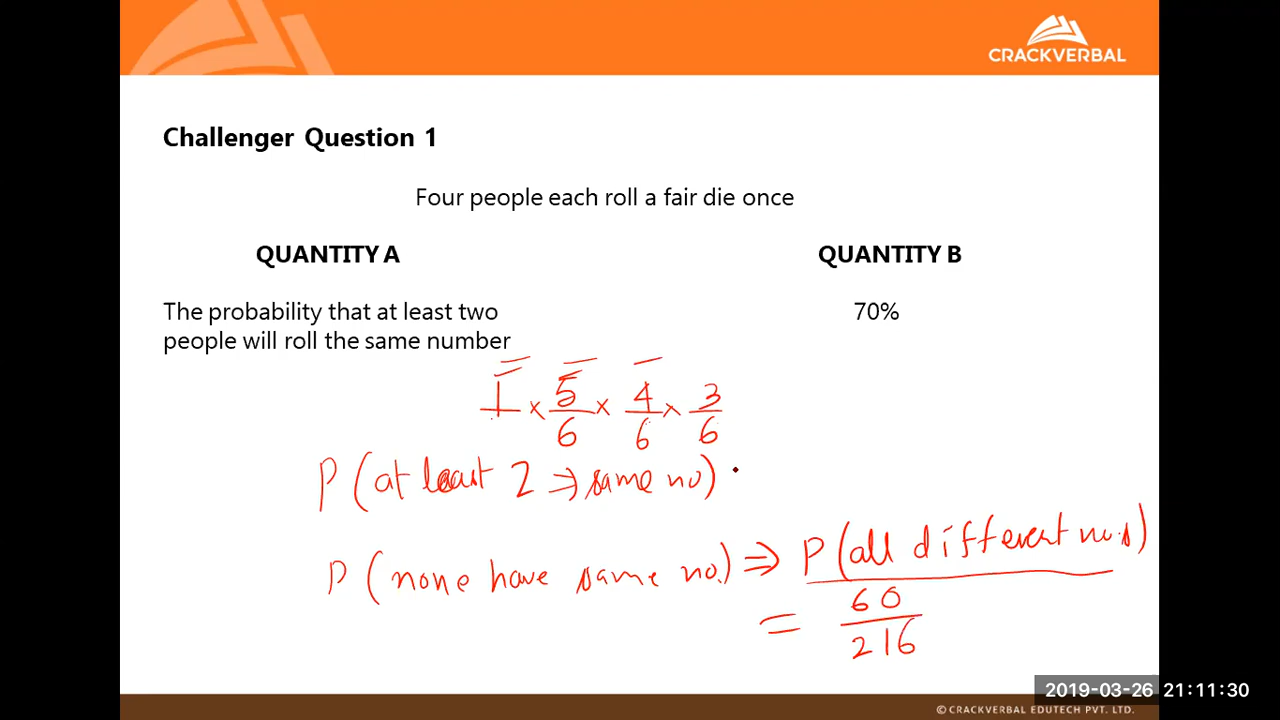 CRACKVERBAL
Challenger Question 1
Four people each roll a fair die once
QUANTITY A QUANTITY B
The probability that at least two 70%
people will roll the same number
1 × 5/6 × 4/6 × 3/6
P (at least 2 ⇒ same no)
P (none have same no.) ⇒ P (all different no.s)
= 60/216
2019-03-26 21:11:30
© CRACKVERBAL EDUTECH PVT. LTD.